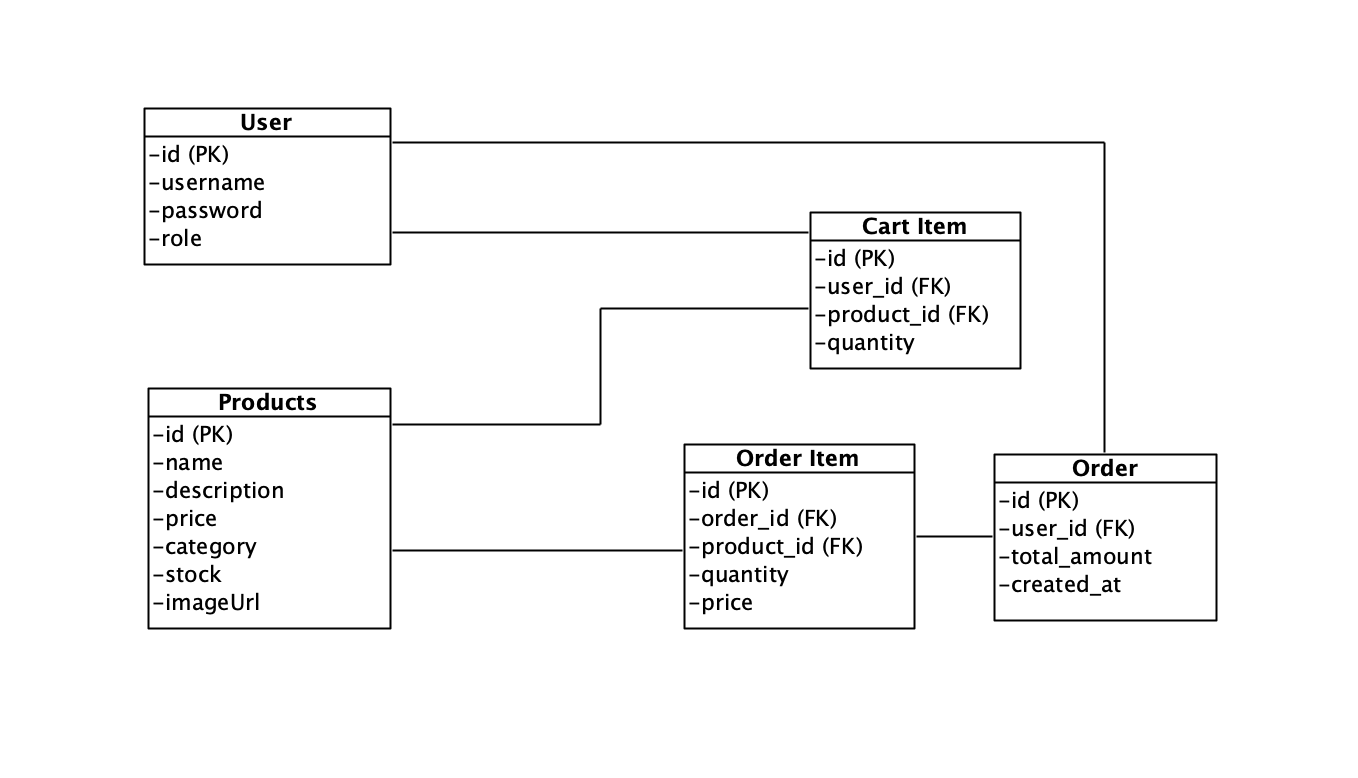 User
-id (PK)
-username
-password
-role
Cart Item
-id (PK)
-user_id (FK)
-product_id (FK)
-quantity
Products
-id (PK)
-name
-description
-price
-category
-stock
-imageUrl
Order Item
-id (PK)
-order_id (FK)
-product_id (FK)
-quantity
-price
Order
-id (PK)
-user_id (FK)
-total_amount
-created_at